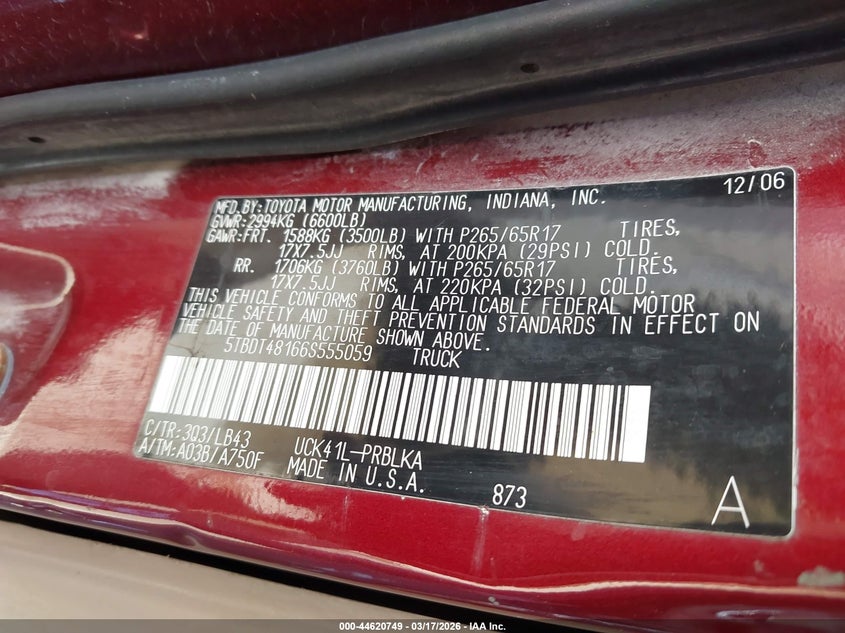 12/06
MFD.BY:TOYOTA MOTOR MANUFACTURING, INDIANA, INC.
GVWR:2994KG (6600LB)
GAWR:FRT. 1588KG (3500LB) WITH P265/65R17 TIRES,
17X7.5JJ RIMS, AT 200KPA (29PSI) COLD.
RR. 1706KG (3760LB) WITH P265/65R17 TIRES,
17X7.5JJ RIMS, AT 220KPA (32PSI) COLD.
THIS VEHICLE CONFORMS TO ALL APPLICABLE FEDERAL MOTOR
VEHICLE SAFETY AND THEFT PREVENTION STANDARDS IN EFFECT ON
THE DATE OF MANUFACTURE SHOWN ABOVE.
5TBDT48166S555059 TRUCK
C/TR:3Q3/LB43 UCK41L-PRBLKA
A/TM:A03B/A750F MADE IN U.S.A.
873 A
000-44620749 - 03/17/2026 - IAA Inc.